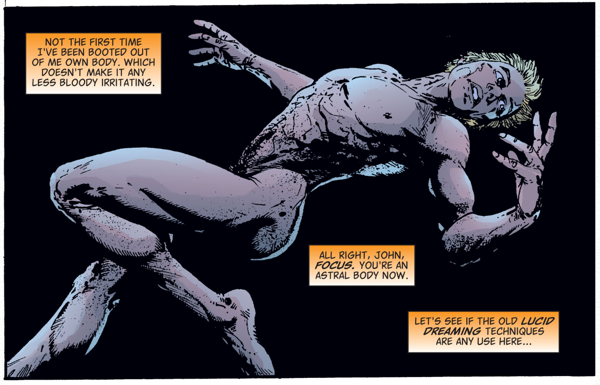 NOT THE FIRST TIME
I'VE BEEN BOOTED OUT
OF ME OWN BODY. WHICH
DOESN'T MAKE IT ANY
LESS BLOODY IRRITATING.
ALL RIGHT, JOHN,
FOCUS. YOU'RE AN
ASTRAL BODY NOW.
LET'S SEE IF THE OLD LUCID
DREAMING TECHNIQUES
ARE ANY USE HERE...